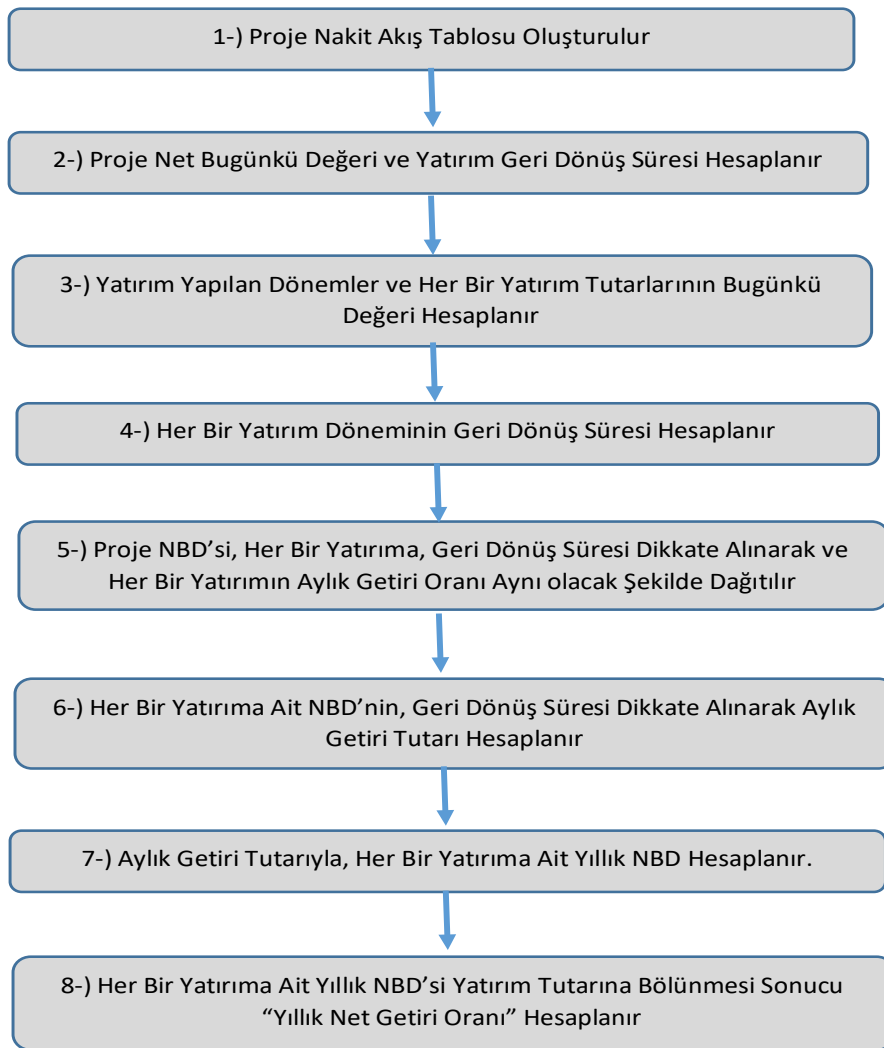 1-) Proje Nakit Akış Tablosu Oluşturulur
2-) Proje Net Bugünkü Değeri ve Yatırım Geri Dönüş Süresi Hesaplanır
3-) Yatırım Yapılan Dönemler ve Her Bir Yatırım Tutarlarının Bugünkü
Değeri Hesaplanır
4-) Her Bir Yatırım Döneminin Geri Dönüş Süresi Hesaplanır
5-) Proje NBD’si, Her Bir Yatırıma, Geri Dönüş Süresi Dikkate Alınarak ve
Her Bir Yatırımın Aylık Getiri Oranı Aynı olacak Şekilde Dağıtılır
6-) Her Bir Yatırıma Ait NBD’nin, Geri Dönüş Süresi Dikkate Alınarak Aylık
Getiri Tutarı Hesaplanır
7-) Aylık Getiri Tutarıyla, Her Bir Yatırıma Ait Yıllık NBD Hesaplanır.
8-) Her Bir Yatırıma Ait Yıllık NBD’si Yatırım Tutarına Bölünmesi Sonucu
“Yıllık Net Getiri Oranı” Hesaplanır